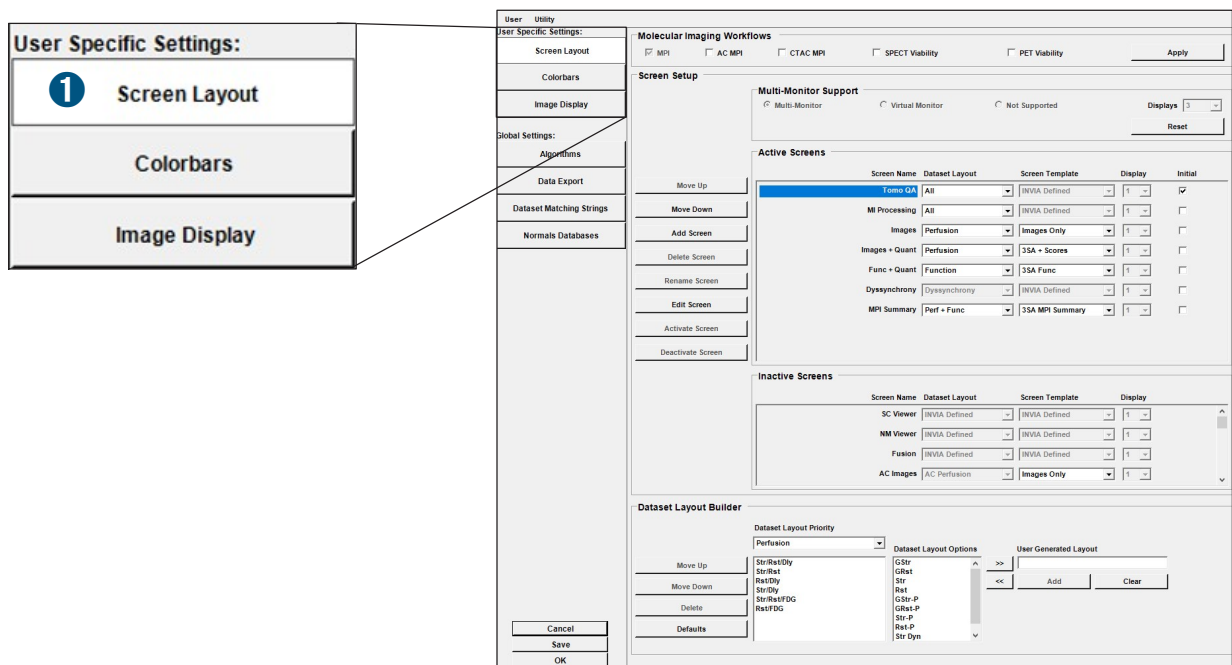 User Specific Settings:
1 Screen Layout
Colorbars
Image Display
User Utility
User Specific Settings:
Screen Layout
Colorbars
Image Display
Global Settings:
Algorithms
Data Export
Dataset Matching Strings
Normals Databases
Cancel
Save
OK
Molecular Imaging Workflows
MPI AC MPI CTAC MPI SPECT Viability PET Viability Apply
Screen Setup
Multi-Monitor Support
Multi-Monitor Virtual Monitor Not Supported Displays 3
Reset
Move Up
Move Down
Add Screen
Delete Screen
Rename Screen
Edit Screen
Activate Screen
Deactivate Screen
Active Screens
Screen Name Dataset Layout Screen Template Display Initial
Tomo QA All INVIA Defined 1
MI Processing All INVIA Defined 1
Images Perfusion Images Only 1
Images + Quant Perfusion 3SA + Scores 1
Func + Quant Function 3SA Func 1
Dyssynchrony Dyssynchrony INVIA Defined 1
MPI Summary Perf + Func 3SA MPI Summary 1
Inactive Screens
Screen Name Dataset Layout Screen Template Display
SC Viewer INVIA Defined INVIA Defined 1
NM Viewer INVIA Defined INVIA Defined 1
Fusion INVIA Defined INVIA Defined 1
AC Images AC Perfusion Images Only 1
Dataset Layout Builder
Move Up
Move Down
Delete
Defaults
Dataset Layout Priority
Perfusion
Str/Rst/Dly
Str/Rst
Rst/Dly
Str/Dly
Str/Rst/FDG
Rst/FDG
Dataset Layout Options
GStr
GRst
Str
Rst
GStr-P
GRst-P
Str-P
Rst-P
Str Dyn
>>
<<
User Generated Layout
Add Clear